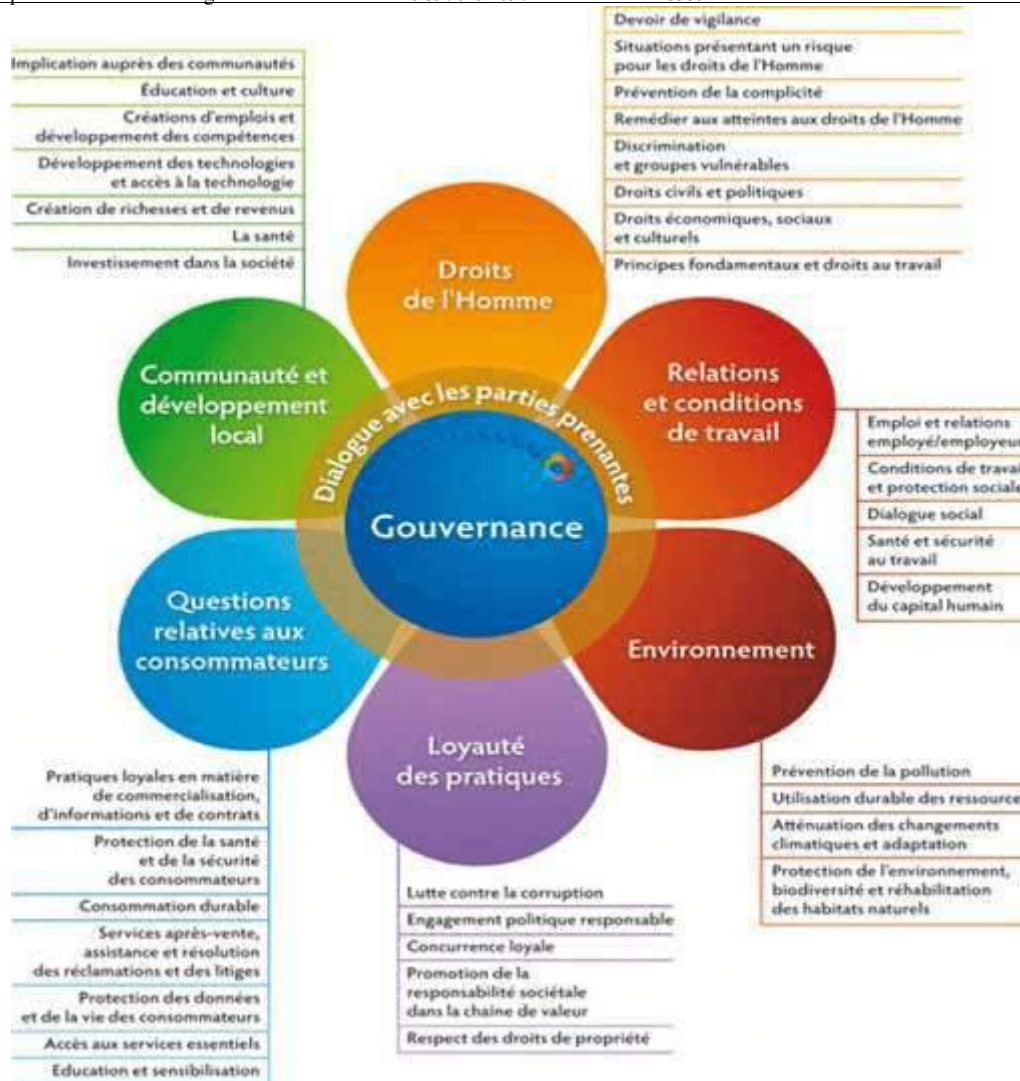 Devoir de vigilance
Situations présentant un risque
pour les droits de l'Homme
Prévention de la complicité
Remédier aux atteintes aux droits de l'Homme
Discrimination
et groupes vulnérables
Droits civils et politiques
Droits économiques, sociaux
et culturels
Principes fondamentaux et droits au travail
Implication auprès des communautés
Éducation et culture
Créations d'emplois et
développement des compétences
Développement des technologies
et accès à la technologie
Création de richesses et de revenus
La santé
Investissement dans la société
Droits
de l'Homme
Communauté et
développement
local
Relations
et conditions
de travail
Dialogue avec les parties prenantes
Gouvernance
Emploi et relations
employé/employeur
Conditions de travai
et protection sociale
Dialogue social
Santé et sécurité
au travail
Développement
du capital humain
Questions
relatives aux
consommateurs
Environnement
Loyauté
des pratiques
Pratiques loyales en matière
de commercialisation,
d'informations et de contrats
Protection de la santé
et de la sécurité
des consommateurs
Consommation durable
Services après-vente,
assistance et résolution
des réclamations et des litiges
Protection des données
et de la vie des consommateurs
Accès aux services essentiels
Education et sensibilisation
Lutte contre la corruption
Engagement politique responsable
Concurrence loyale
Promotion de la
responsabilité sociétale
dans la chaine de valeur
Respect des droits de propriété
Prévention de la pollution
Utilisation durable des ressource
Atténuation des changements
climatiques et adaptation
Protection de l'environnement,
biodiversité et réhabilitation
des habitats naturels